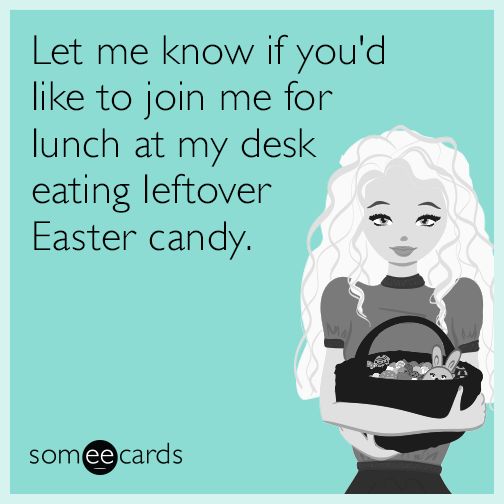 Let me know if you'd
like to join me for
lunch at my desk
eating leftover
Easter candy.
someecards